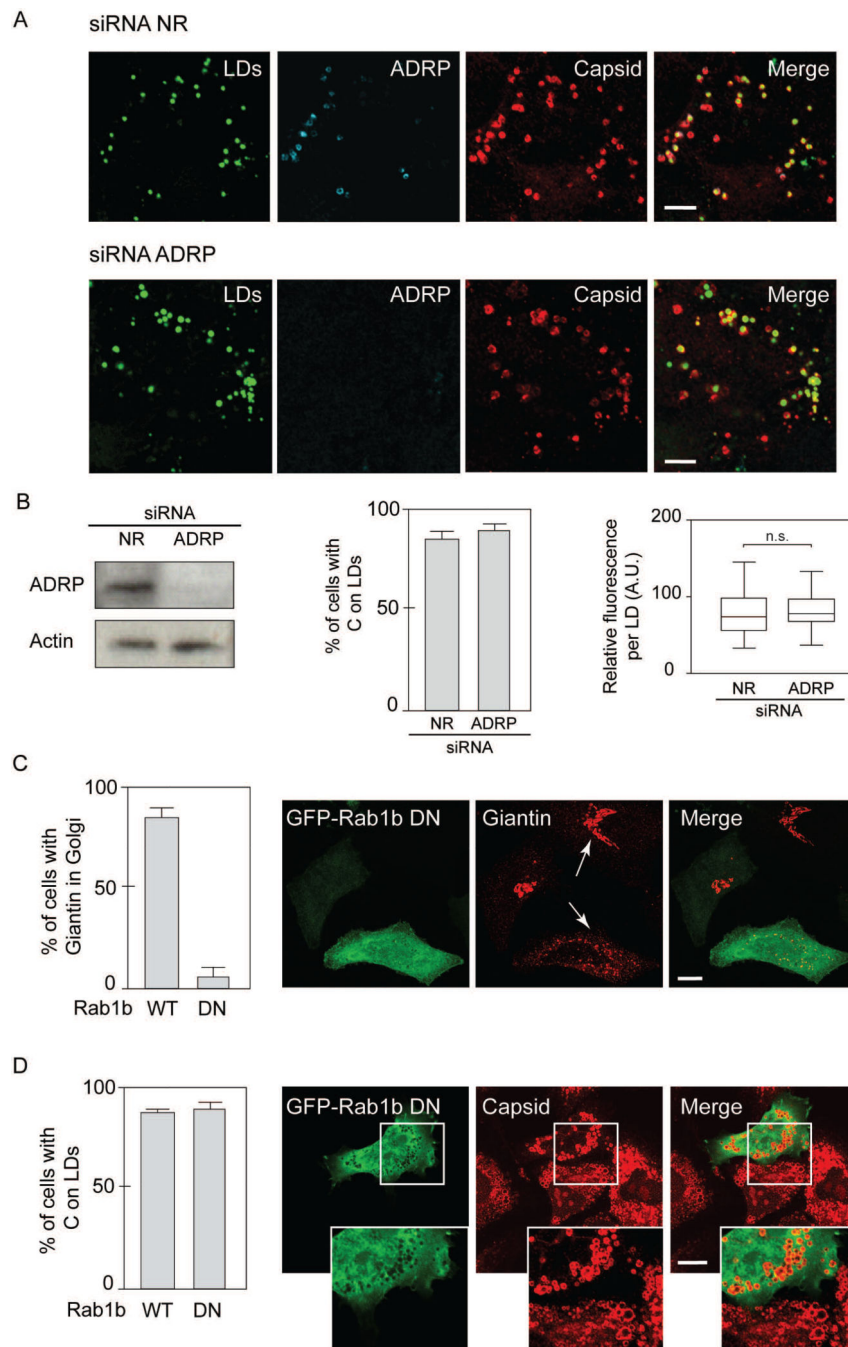 A
siRNA NR
LDs
ADRP
Capsid
Merge
siRNA ADRP
LDs
ADRP
Capsid
Merge
B
siRNA
NR ADRP
ADRP
Actin
% of cells with
C on LDs
100
50
0
NR ADRP
siRNA
Relative fluorescence
per LD (A.U.)
200
100
0
n.s.
NR ADRP
siRNA
C
% of cells with
Giantin in Golgi
100
50
0
Rab1b WT DN
GFP-Rab1b DN
Giantin
Merge
D
% of cells with
C on LDs
100
50
0
Rab1b WT DN
GFP-Rab1b DN
Capsid
Merge